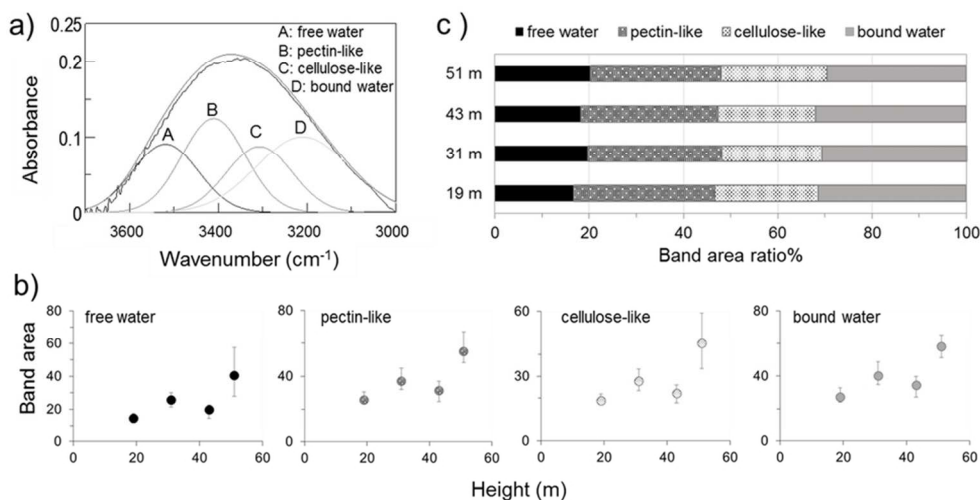 a)
0.25
0.2
0.1
0
Absorbance
A: free water
B: pectin-like
C: cellulose-like
D: bound water
A
B
C
D
3600
3400
3200
3000
Wavenumber (cm-1)
c )
free water
pectin-like
cellulose-like
bound water
51 m
43 m
31 m
19 m
0
20
40
60
80
100
Band area ratio%
b)
Band area
free water
80
60
40
20
0
0
20
40
60
pectin-like
80
40
0
0
20
40
60
cellulose-like
60
30
0
0
20
40
60
bound water
80
40
0
0
20
40
60
Height (m)